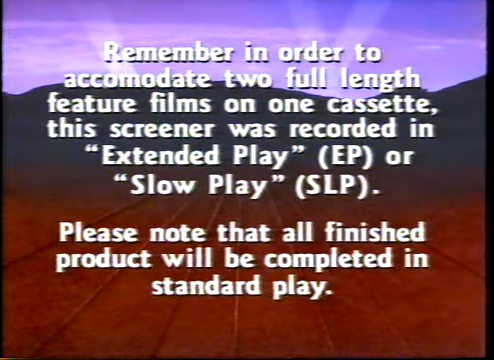 Remember in order to
accomodate two full length
feature films on one cassette,
this screener was recorded in
“Extended Play” (EP) or
“Slow Play” (SLP).
Please note that all finished
product will be completed in
standard play.